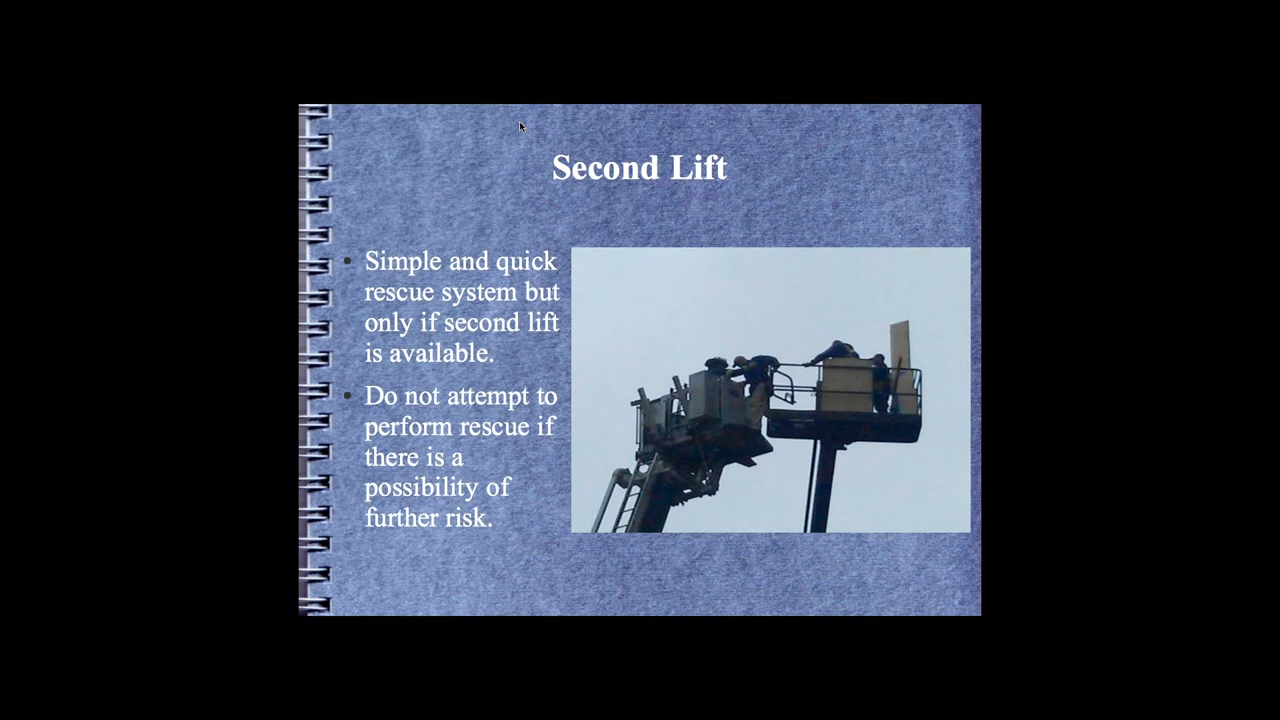 Second Lift
• Simple and quick
rescue system but
only if second lift
is available.
• Do not attempt to
perform rescue if
there is a
possibility of
further risk.